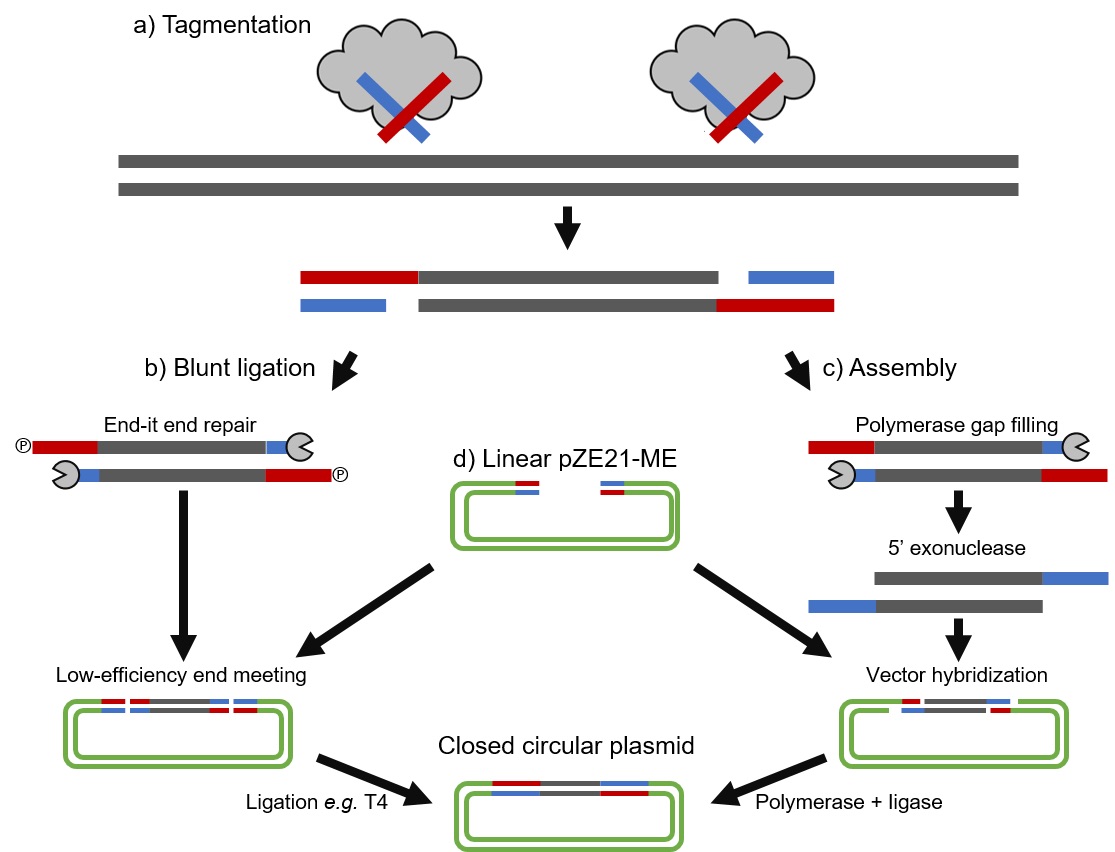 a) Tagmentation
b) Blunt ligation
c) Assembly
End-it end repair
Polymerase gap filling
℗
℗
d) Linear pZE21-ME
5’ exonuclease
Low-efficiency end meeting
Vector hybridization
Closed circular plasmid
Ligation e.g. T4
Polymerase + ligase